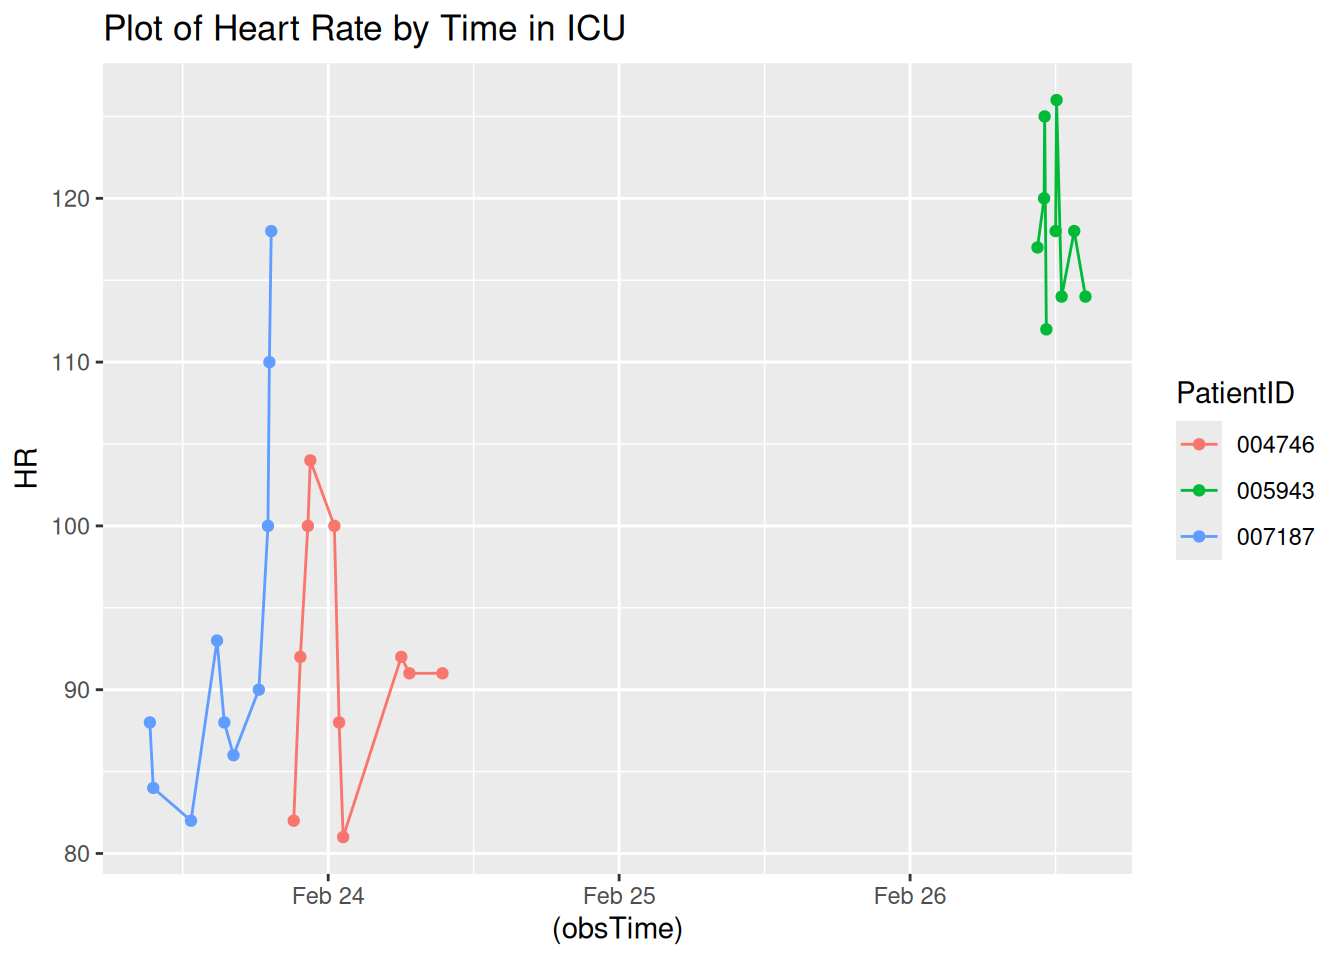 Plot of Heart Rate by Time in ICU
HR
120
110
100
90
80
Feb 24
Feb 25
Feb 26
(obsTime)
PatientID
004746
005943
007187